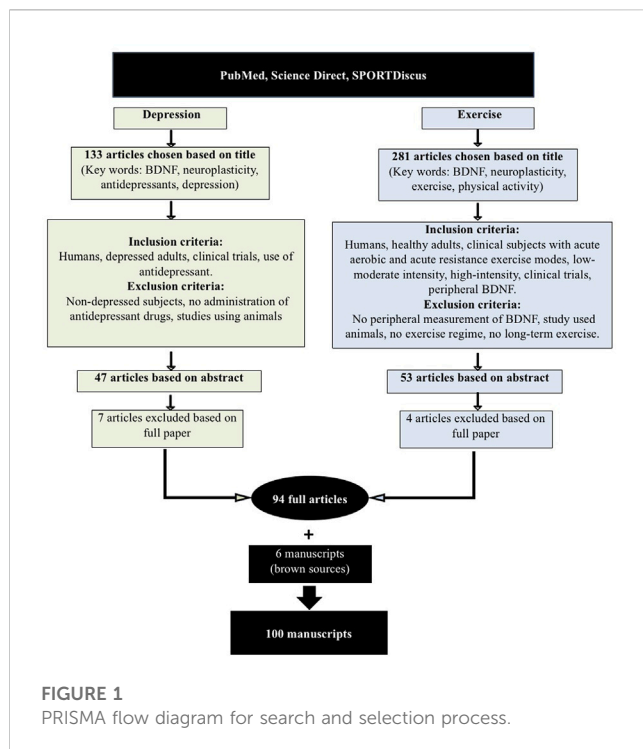 PubMed, Science Direct, SPORTDiscus
Depression
133 articles chosen based on title
(Key words: BDNF, neuroplasticity,
antidepressants, depression)
Inclusion criteria:
Humans, depressed adults, clinical trials, use of
antidepressant.
Exclusion criteria:
Non-depressed subjects, no administration of
antidepressant drugs, studies using animals
47 articles based on abstract
7 articles excluded based on
full paper
Exercise
281 articles chosen based on title
(Key words: BDNF, neuroplasticity,
exercise, physical activity)
Inclusion criteria:
Humans, healthy adults, clinical subjects with acute
aerobic and acute resistance exercise modes, low-
moderate intensity, high-intensity, clinical trials,
peripheral BDNF.
Exclusion criteria:
No peripheral measurement of BDNF, study used
animals, no exercise regime, no long-term exercise.
53 articles based on abstract
4 articles excluded based on
full paper
94 full articles
+
6 manuscripts
(brown sources)
100 manuscripts
FIGURE 1
PRISMA flow diagram for search and selection process.